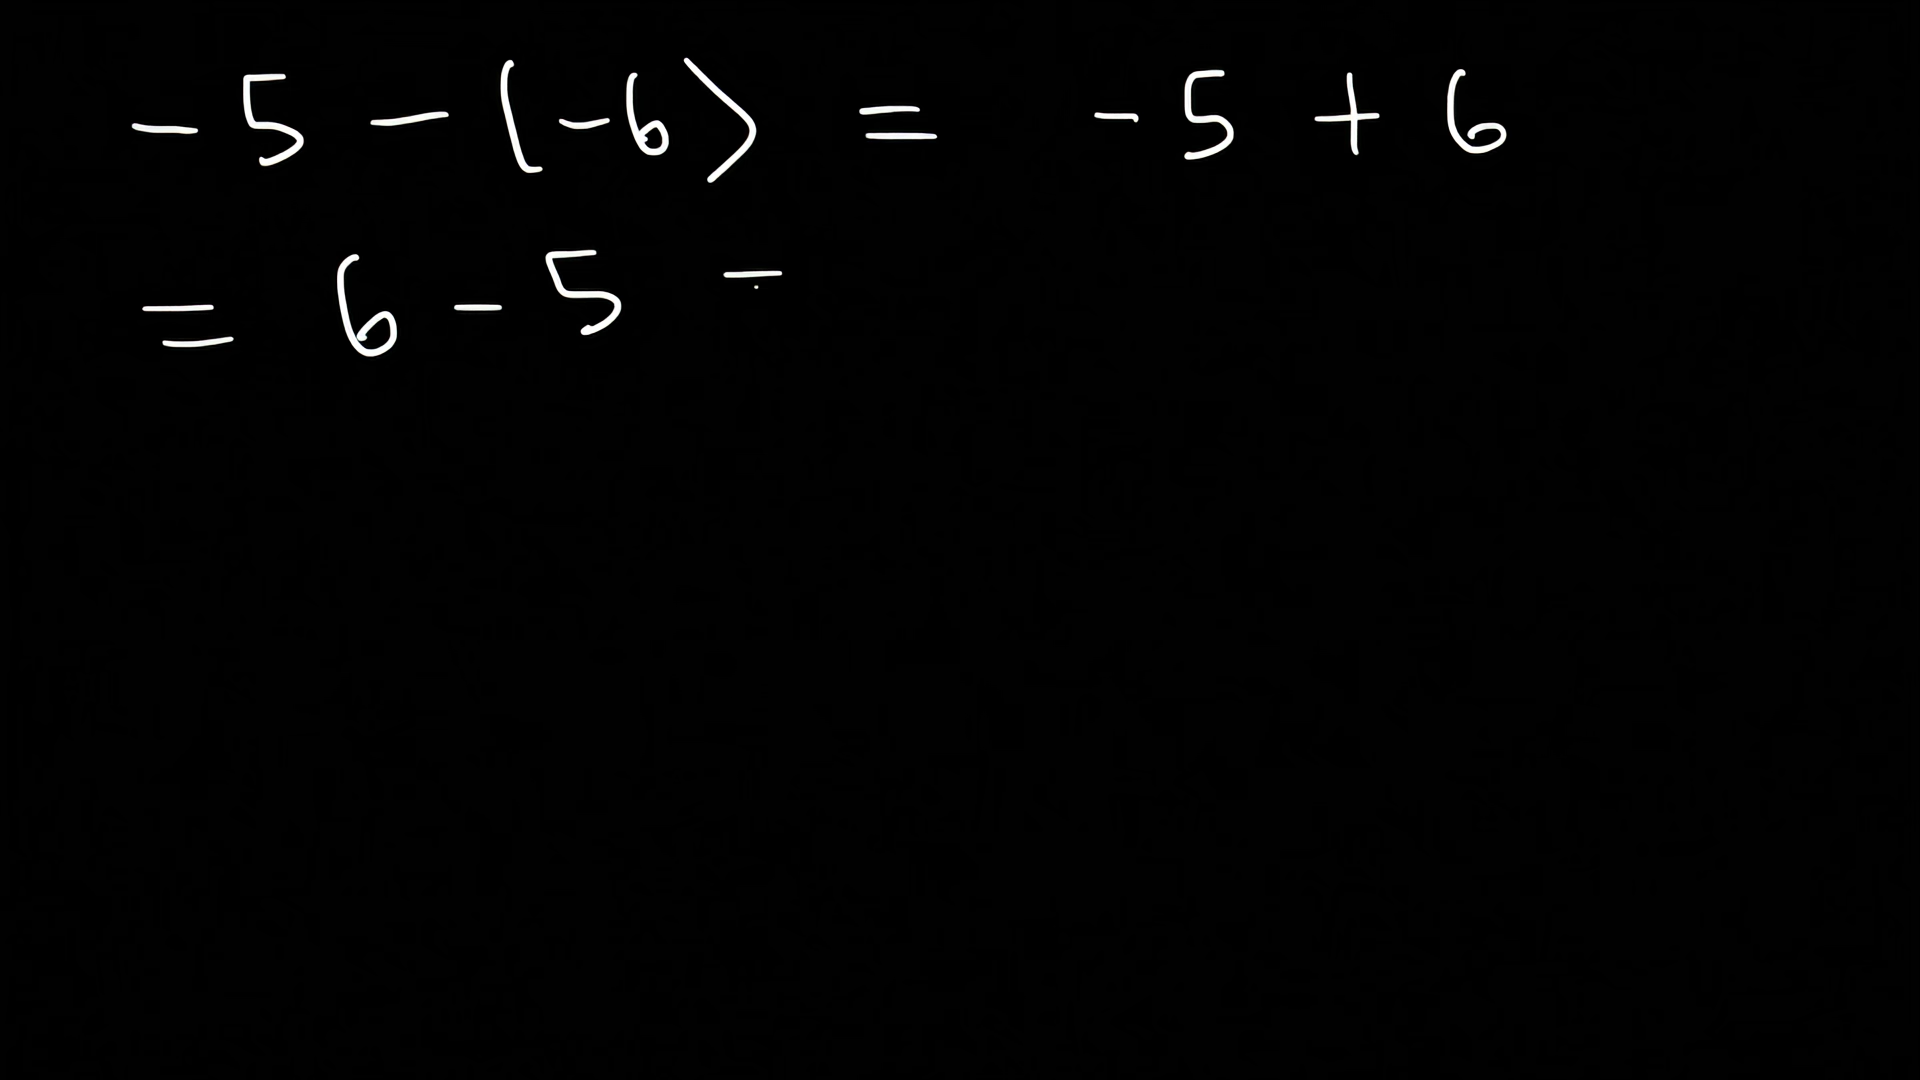 -5 - (-6) = -5 + 6
= 6 - 5 -